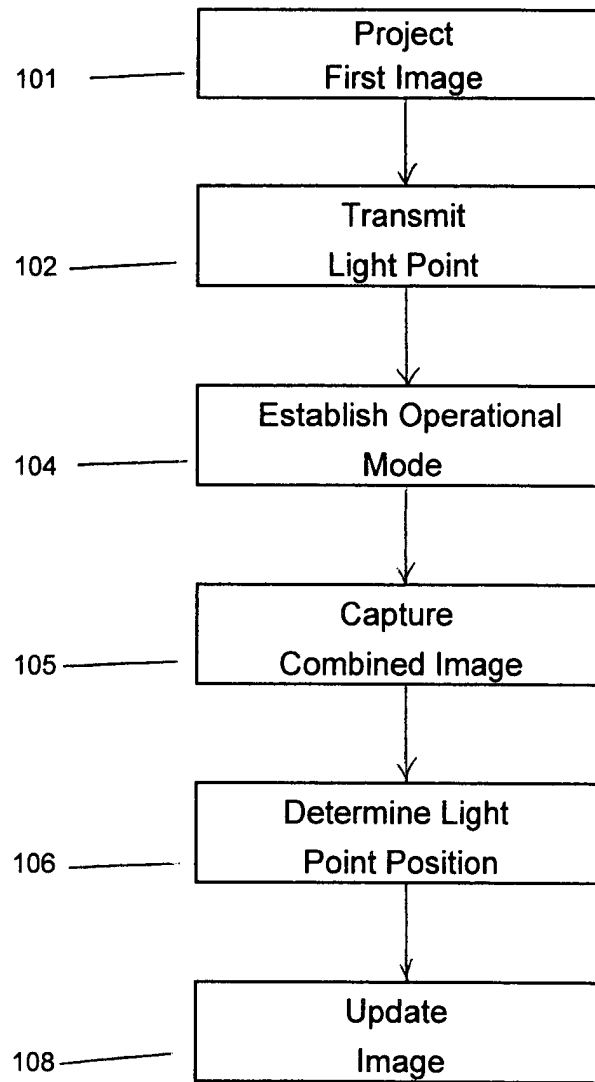 Project
101 First Image
Transmit
102 Light Point
Establish Operational
104 Mode
Capture
105 Combined Image
Determine Light
106 Point Position
Update
108 Image